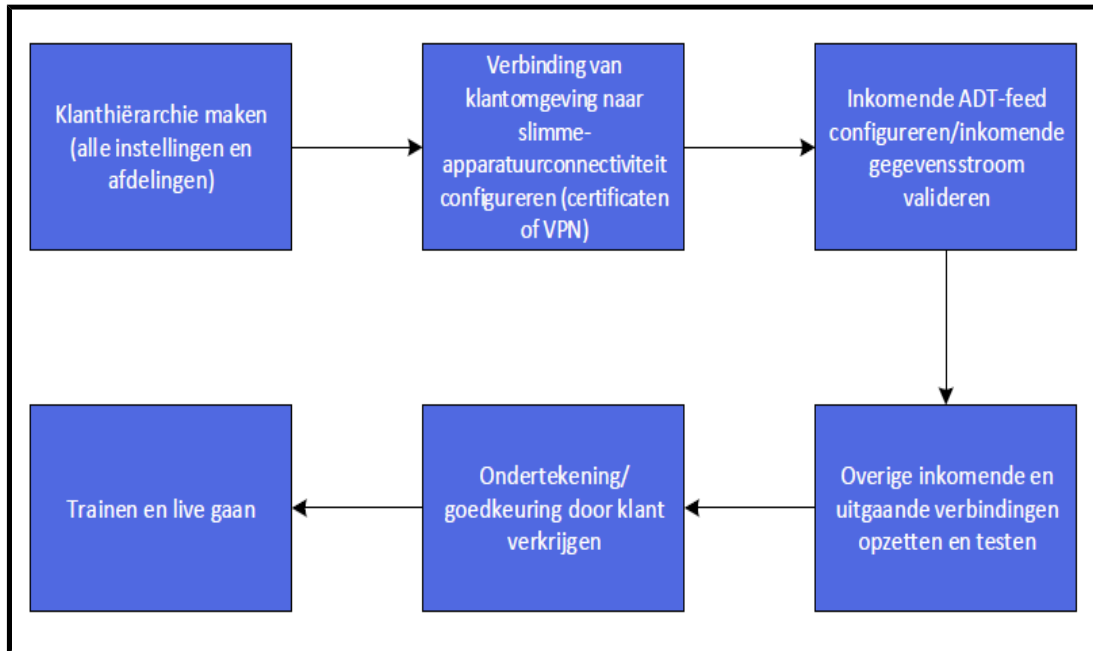 Klanthiërarchie maken
(alle instellingen en
afdelingen)
Verbinding van
klantomgeving naar
slimme-
apparatuurconnectiviteit
configureren (certificaten
of VPN)
Inkomende ADT-feed
configureren/inkomende
gegevensstroom
valideren
Overige inkomende en
uitgaande verbindingen
opzetten en testen
Ondertekening/
goedkeuring door klant
verkrijgen
Trainen en live gaan